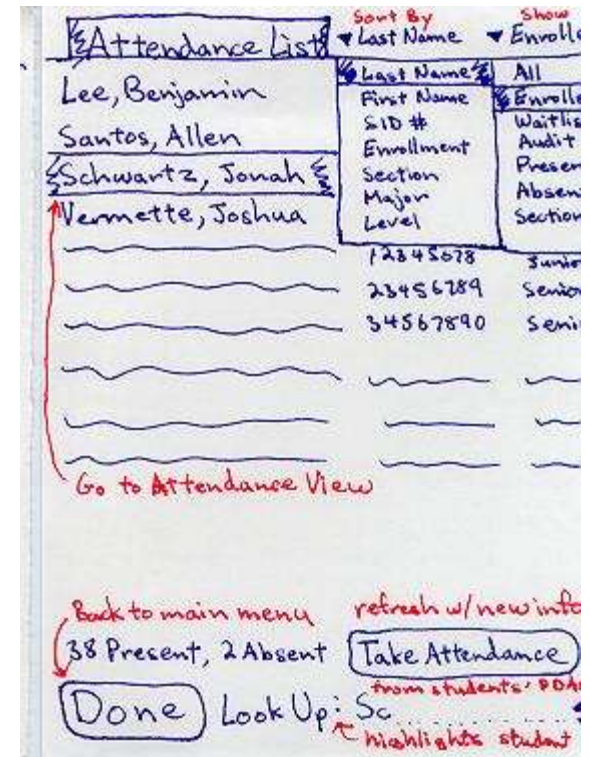 Sort By Show
Attendance List ▾ Last Name ▾ Enrolle
Last Name All
Lee, Benjamin First Name Enrolle
SID # Waitlis
Santos, Allen Enrollment Audit
Schwartz, Jonah Section Presen
Major Absen
Vermette, Joshua Level Section
12345678 Junior
23456789 Senior
34567890 Seni
Go to Attendance View
Back to main menu refresh w/new info
38 Present, 2 Absent Take Attendance
from students' PDAs
Done Look Up: Sc
highlights student